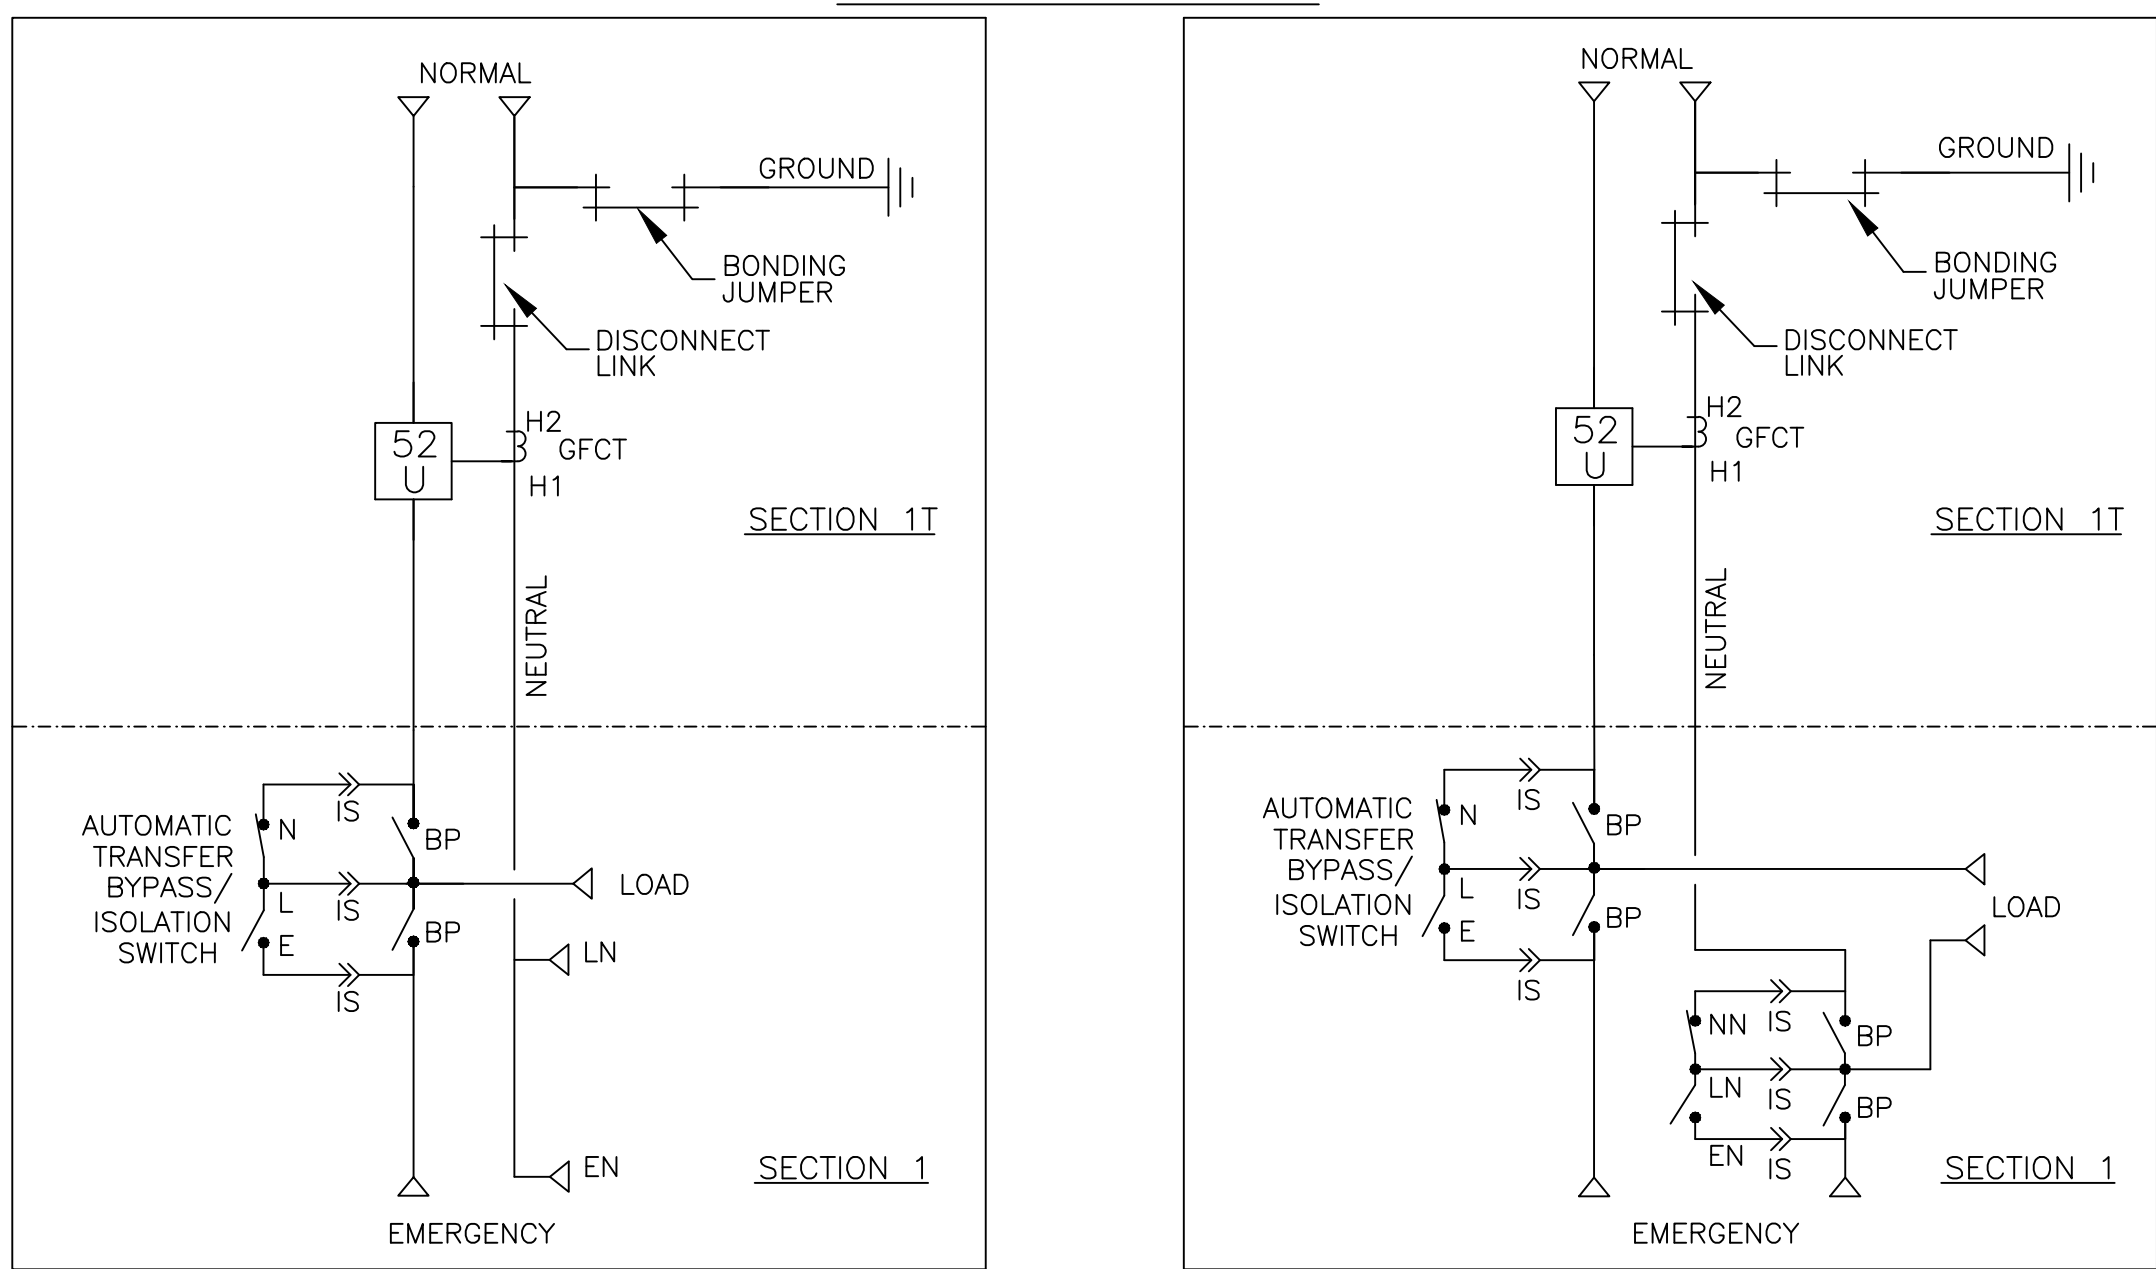 NORMAL
GROUND
BONDING
JUMPER
DISCONNECT
LINK
52
U
H2
GFCT
H1
SECTION 1T
NEUTRAL
AUTOMATIC
TRANSFER
BYPASS/
ISOLATION
SWITCH
IS
N
BP
L
IS
LOAD
E
BP
LN
IS
EN
SECTION 1
EMERGENCY
NORMAL
GROUND
BONDING
JUMPER
DISCONNECT
LINK
52
U
H2
GFCT
H1
SECTION 1T
NEUTRAL
AUTOMATIC
TRANSFER
BYPASS/
ISOLATION
SWITCH
IS
N
BP
L
IS
E
BP
LOAD
IS
NN
IS
BP
LN
IS
BP
EN
IS
SECTION 1
EMERGENCY